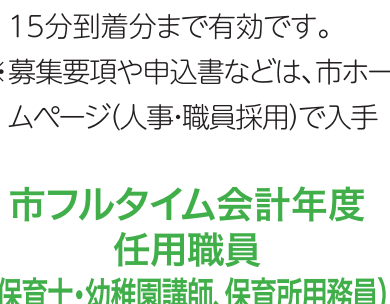 15分到着分まで有効です。
※募集要項や申込書などは、市ホー
ムページ(人事・職員採用)で入手
市フルタイム会計年度
任用職員
保育士・幼稚園講師、保育所用務員)